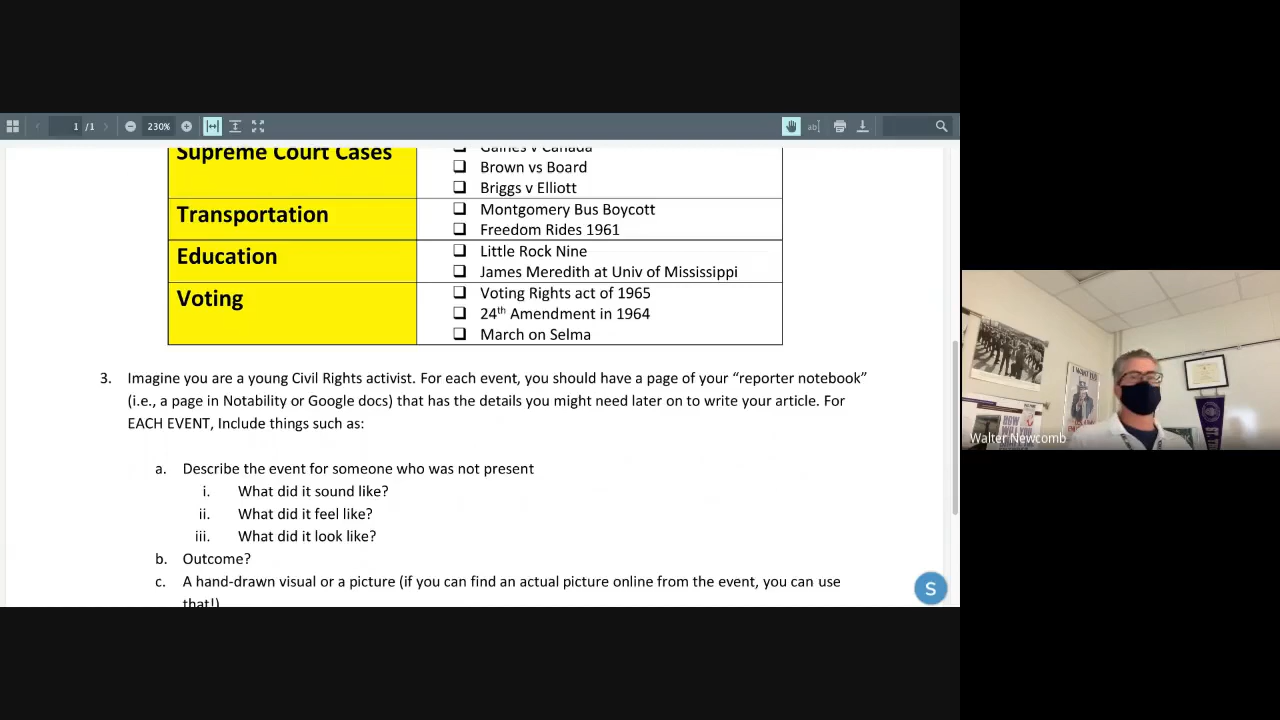 1 /1
230%
ab
Supreme Court Cases
Gaines v Canada
Brown vs Board
Briggs v Elliott
Transportation
Montgomery Bus Boycott
Freedom Rides 1961
Education
Little Rock Nine
James Meredith at Univ of Mississippi
Voting
Voting Rights act of 1965
24th Amendment in 1964
March on Selma
3. Imagine you are a young Civil Rights activist. For each event, you should have a page of your “reporter notebook”
(i.e., a page in Notability or Google docs) that has the details you might need later on to write your article. For
EACH EVENT, Include things such as:
a. Describe the event for someone who was not present
i. What did it sound like?
ii. What did it feel like?
iii. What did it look like?
b. Outcome?
c. A hand-drawn visual or a picture (if you can find an actual picture online from the event, you can use
that!)
S
I WANT YOU
Walter Newcomb